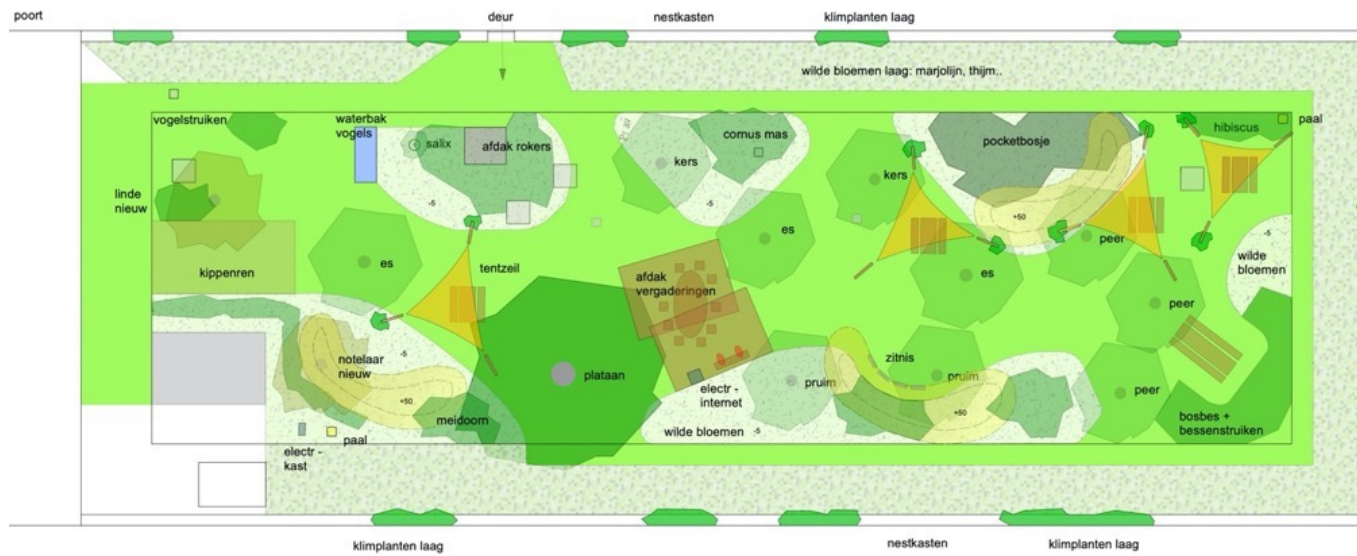 poort
deur
nestkasten
klimplanten laag
wilde bloemen laag: marjolijn, thijm..
vogelstruiken
waterbak
vogels
salix
afdak rokers
-5
kers
cornus mas
-5
kers
pocketbosje
+50
hibiscus
paal
linde
nieuw
kippenren
es
tentzeil
afdak
vergaderingen
es
es
peer
peer
-5
wilde
bloemen
notelaar
nieuw
-5
+50
meidoorn
paal
electr -
kast
plataan
electr -
internet
wilde bloemen
-5
pruim
zitnis
pruim
+50
peer
bosbes +
bessenstruiken
klimplanten laag
nestkasten
klimplanten laag